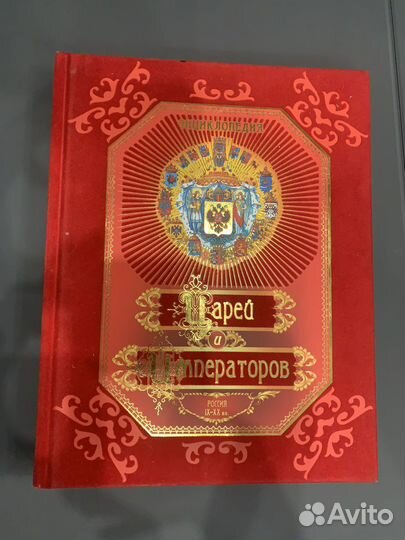 ЭНЦИКЛОПЕДИЯ
Царей
и
Императоров
РОССИЯ
IX-XX вв.
Avito